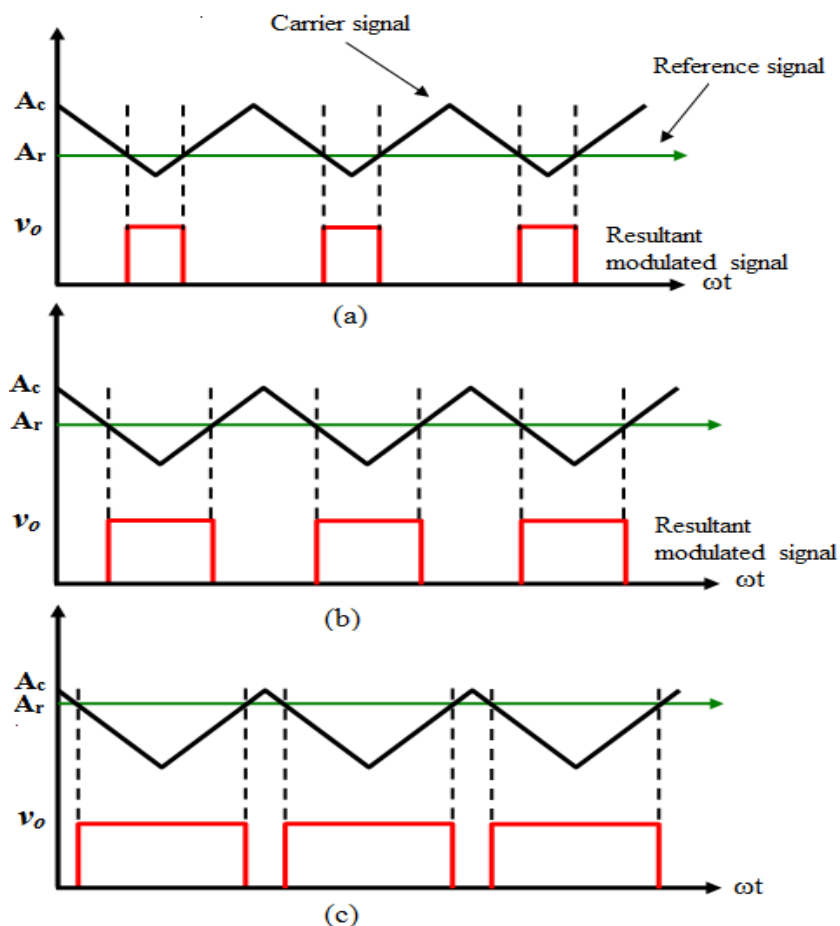 Carrier signal
Reference signal
Ac
Ar
vo
Resultant
modulated signal
ωt
(a)
Ac
Ar
vo
Resultant
modulated signal
ωt
(b)
Ac
Ar
vo
ωt
(c)